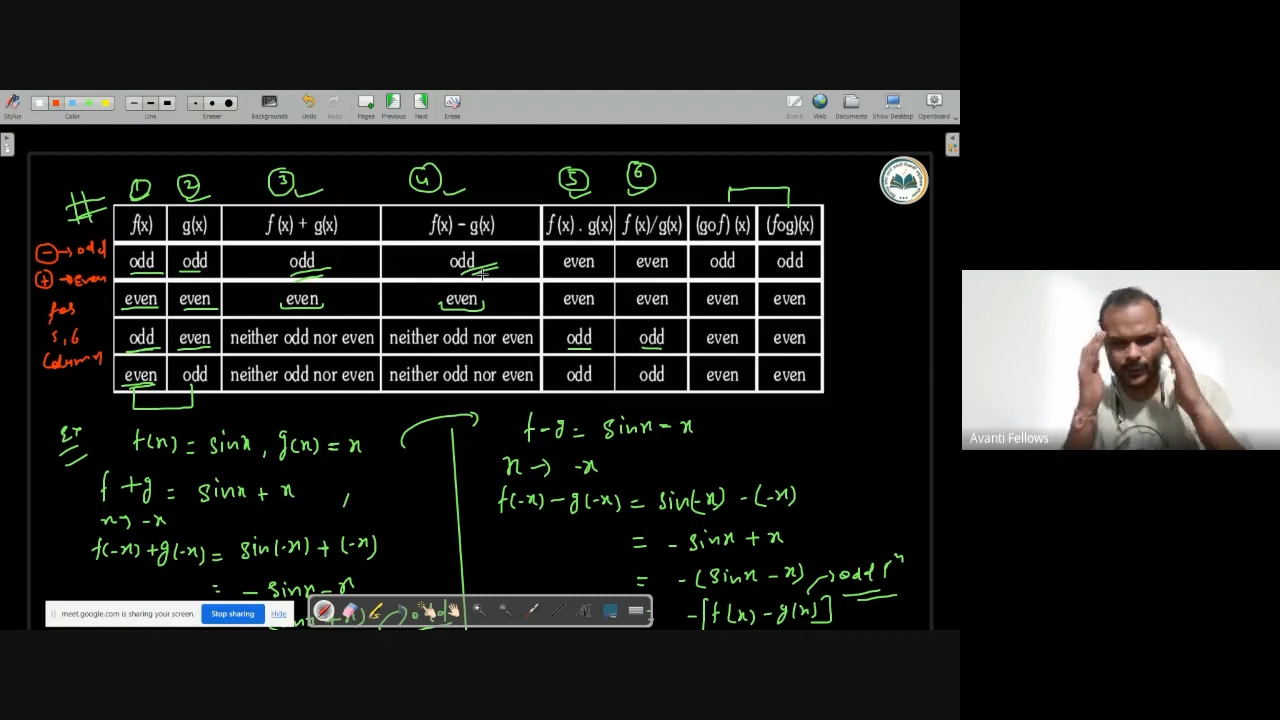 Stylus Color Line Eraser Backgrounds Undo Redo Pages Previous Next Erase Board Web Documents Show Desktop OpenBoard
# 1 2 3 4 5 6
f(x) g(x) f (x) + g(x) f(x) − g(x) f (x) . g(x) f (x)/g(x) (gof) (x) (fog)(x)
odd odd odd odd even even odd odd
even even even even even even even even
odd even neither odd nor even neither odd nor even odd odd even even
even odd neither odd nor even neither odd nor even odd odd even even
− → odd
+ → even
for
5,6
Column
Ex
f(x) = sinx, g(x) = x
f + g = sinx + x
x → -x
f(-x) + g(-x) = sin(-x) + (-x)
= - sinx - x
f - g = sinx - x
x → -x
f(-x) - g(-x) = sin(-x) - (-x)
= - sinx + x
= - (sinx - x) → odd fⁿ
-[f(x) - g(x)]
meet.google.com is sharing your screen. Stop sharing Hide
Avanti Fellows